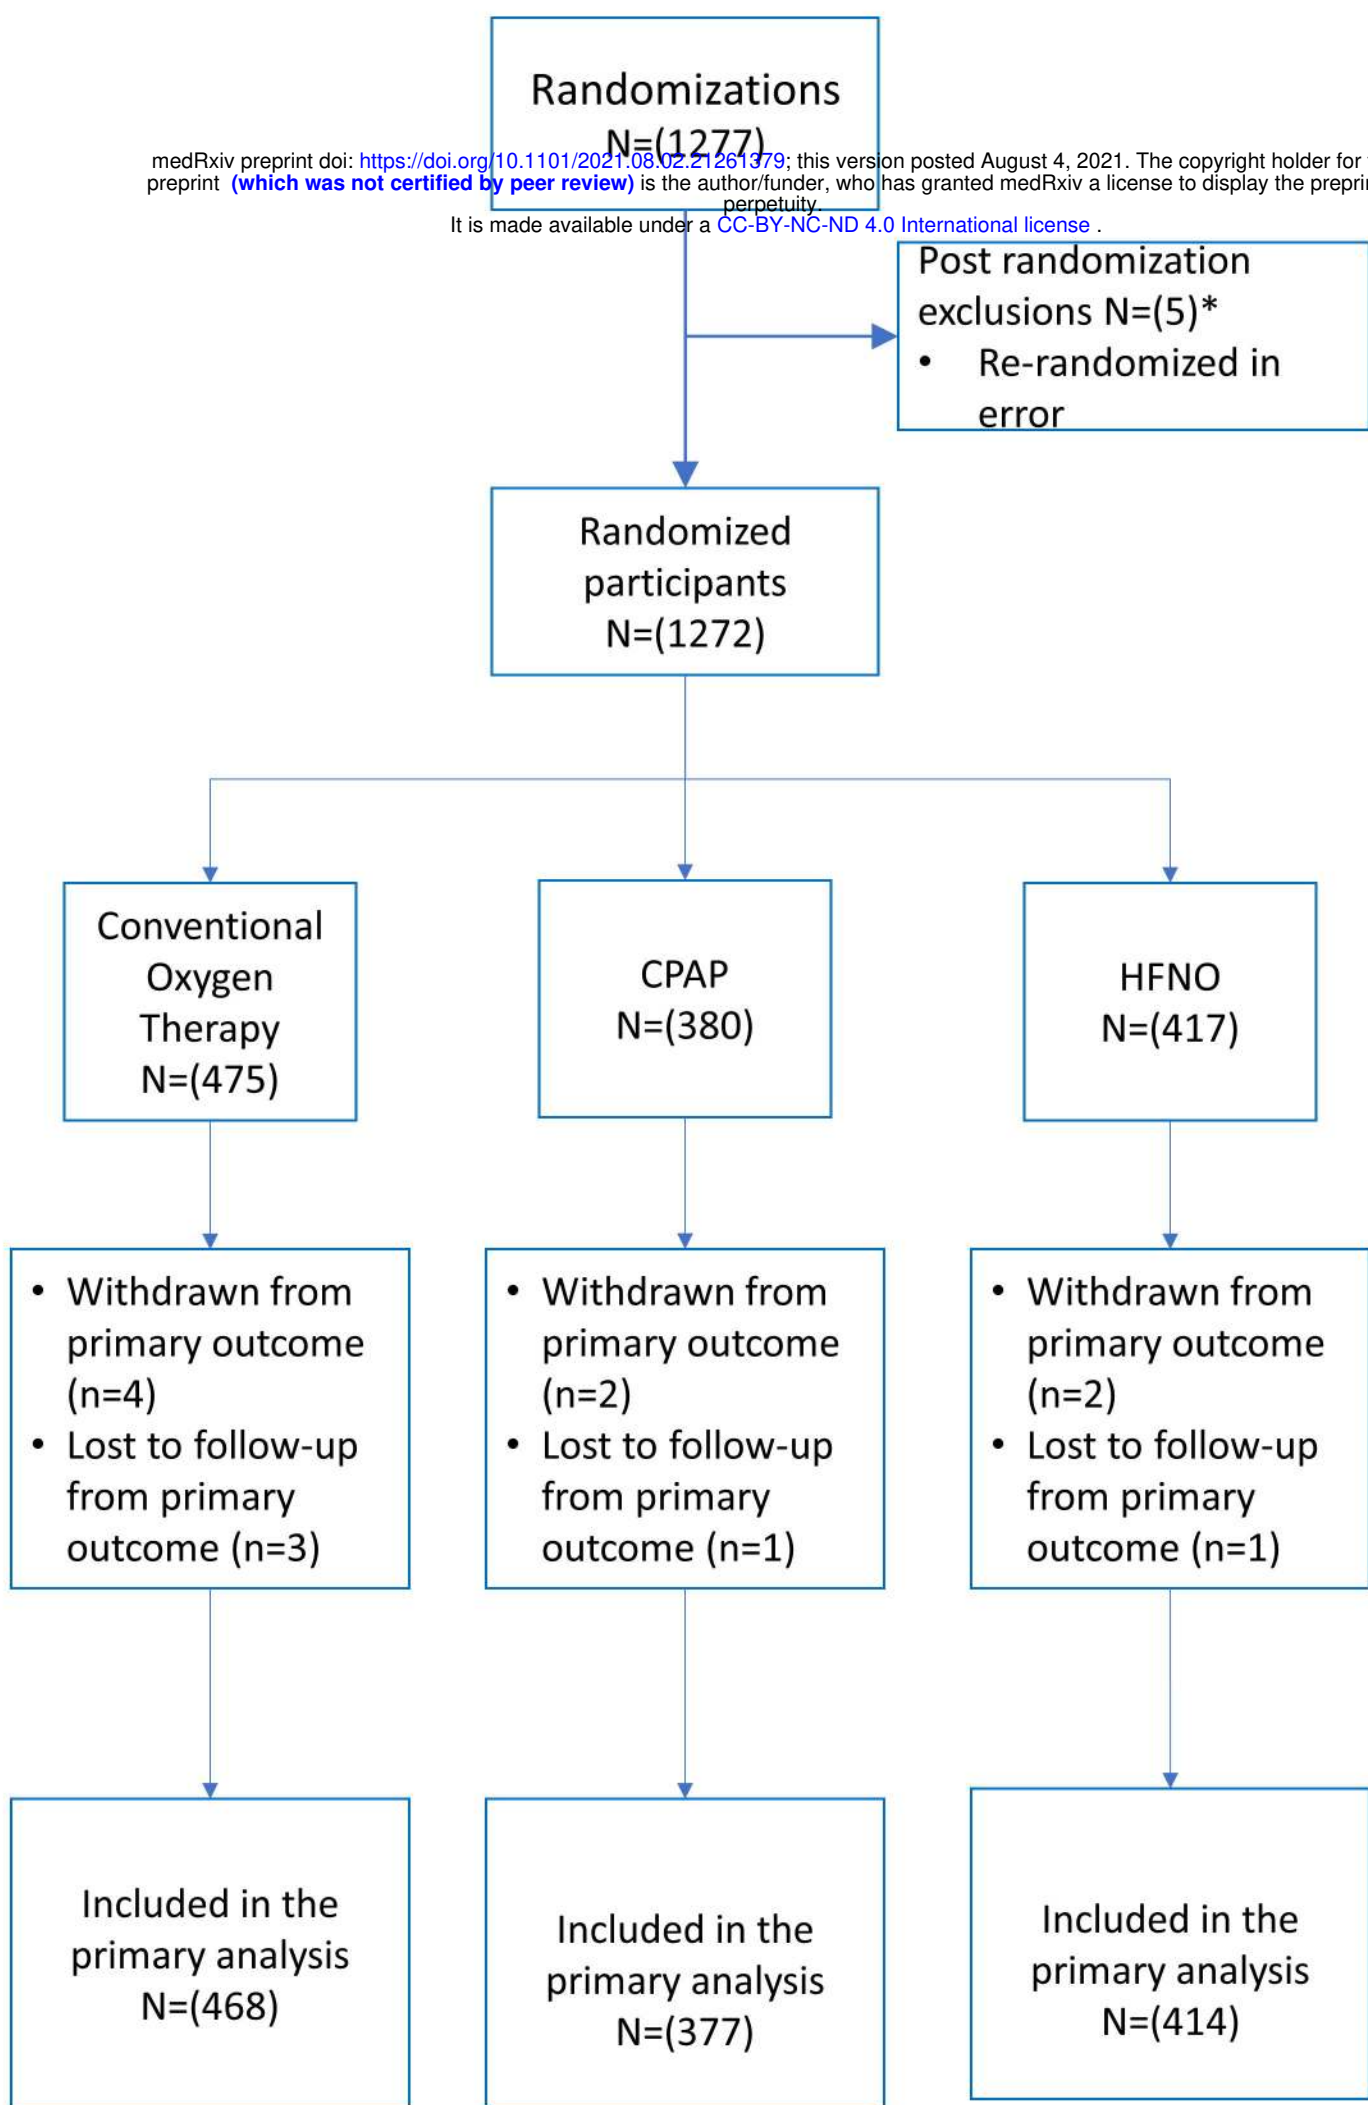 Randomizations
N=(1277)
medRxiv preprint doi: https://doi.org/10.1101/2021.08.02.21261379; this version posted August 4, 2021. The copyright holder for
preprint (which was not certified by peer review) is the author/funder, who has granted medRxiv a license to display the
perpetuity.
It is made available under a CC-BY-NC-ND 4.0 International license .
Post randomization
exclusions N=(5)*
• Re-randomized in
error
Randomized
participants
N=(1272)
Conventional
Oxygen
Therapy
N=(475)
CPAP
N=(380)
HFNO
N=(417)
• Withdrawn from
primary outcome
(n=4)
• Lost to follow-up
from primary
outcome (n=3)
• Withdrawn from
primary outcome
(n=2)
• Lost to follow-up
from primary
outcome (n=1)
• Withdrawn from
primary outcome
(n=2)
• Lost to follow-up
from primary
outcome (n=1)
Included in the
primary analysis
N=(468)
Included in the
primary analysis
N=(377)
Included in the
primary analysis
N=(414)